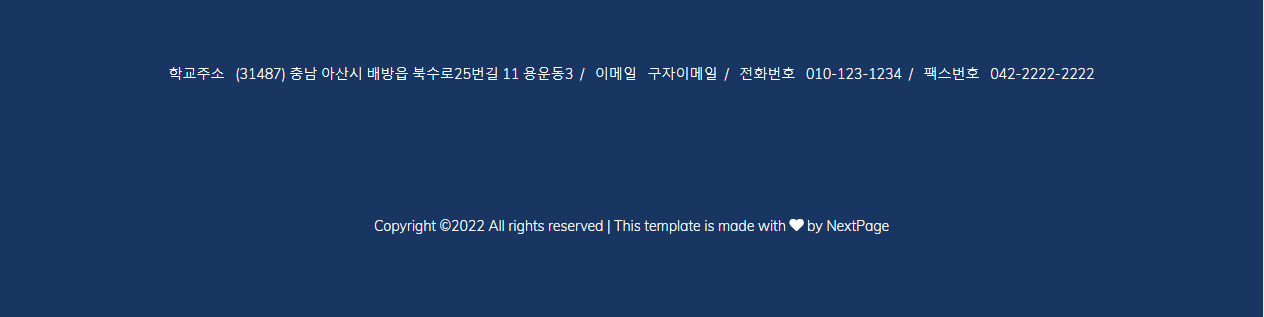 학교주소 (31487) 충남 아산시 배방읍 북수로25번길 11 용운동3 / 이메일 구자이메일 / 전화번호 010-123-1234 / 팩스번호 042-2222-2222
Copyright ©2022 All rights reserved | This template is made with ♥ by NextPage